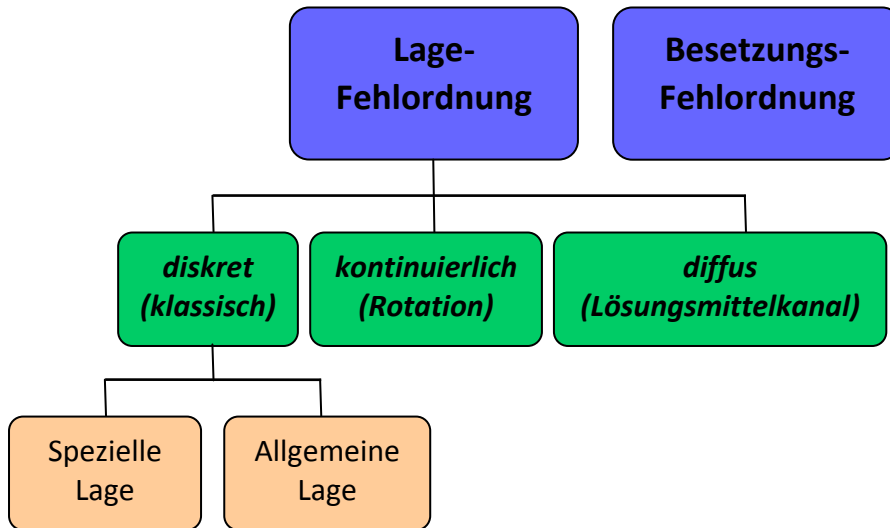 Lage-
Fehlordnung
Besetzungs-
Fehlordnung
diskret
(klassisch)
kontinuierlich
(Rotation)
diffus
(Lösungsmittelkanal)
Spezielle
Lage
Allgemeine
Lage